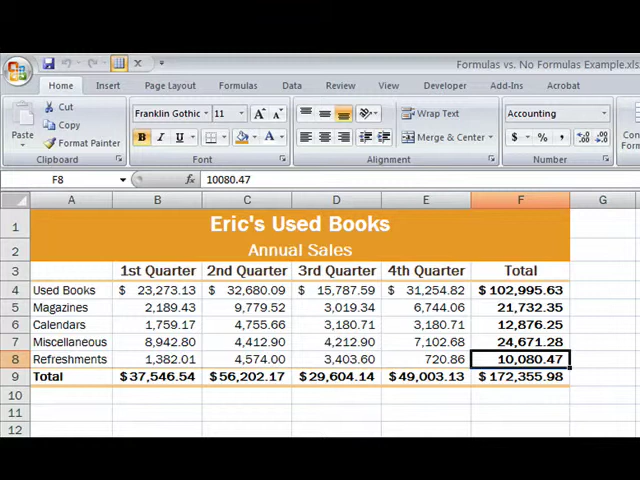 Formulas vs. No Formulas Example.xls
Home Insert Page Layout Formulas Data Review View Developer Add-Ins Acrobat
Cut Franklin Gothic 11 A A Wrap Text Accounting
Copy
Paste Format Painter B I U A Merge & Center $ % , .0 .00 .00 .0
Clipboard Font Alignment Number
F8 fx 10080.47
A B C D E F G
1 Eric's Used Books
2 Annual Sales
3 1st Quarter 2nd Quarter 3rd Quarter 4th Quarter Total
4 Used Books $ 23,273.13 $ 32,680.09 $ 15,787.59 $ 31,254.82 $ 102,995.63
5 Magazines 2,189.43 9,779.52 3,019.34 6,744.06 21,732.35
6 Calendars 1,759.17 4,755.66 3,180.71 3,180.71 12,876.25
7 Miscellaneous 8,942.80 4,412.90 4,212.90 7,102.68 24,671.28
8 Refreshments 1,382.01 4,574.00 3,403.60 720.86 10,080.47
9 Total $ 37,546.54 $ 56,202.17 $ 29,604.14 $ 49,003.13 $ 172,355.98
10
11
12